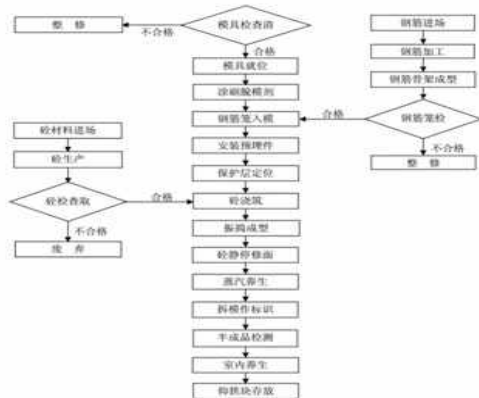 整 修
不合格
模具检查清
合格
模具就位
涂刷脱模剂
钢筋笼入模
安装预埋件
保护层定位
砼浇筑
振捣成型
砼静停修面
蒸汽养生
拆模作标识
半成品检测
室内养生
仰拱块存放
钢筋进场
钢筋加工
钢筋骨架成型
钢筋笼检
合格
不合格
整 修
砼材料进场
砼生产
砼检查取
合格
不合格
废 弃